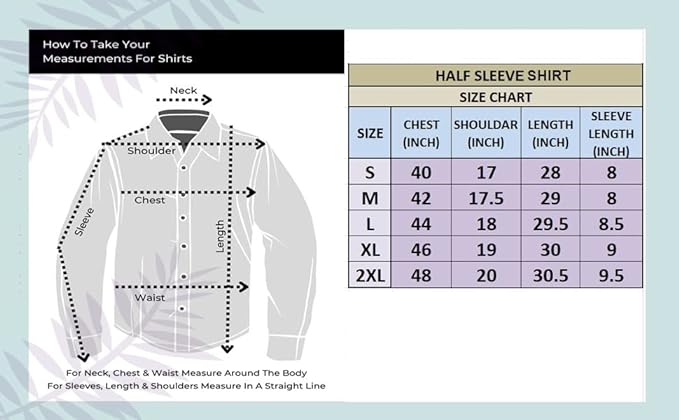 How To Take Your
Measurements For Shirts
Neck
Shoulder
Chest
Sleeve
Length
Waist
For Neck, Chest & Waist Measure Around The Body
For Sleeves, Length & Shoulders Measure In A Straight Line
HALF SLEEVE SHIRT
SIZE CHART
SIZE CHEST (INCH) SHOULDAR (INCH) LENGTH (INCH) SLEEVE LENGTH (INCH)
S 40 17 28 8
M 42 17.5 29 8
L 44 18 29.5 8.5
XL 46 19 30 9
2XL 48 20 30.5 9.5